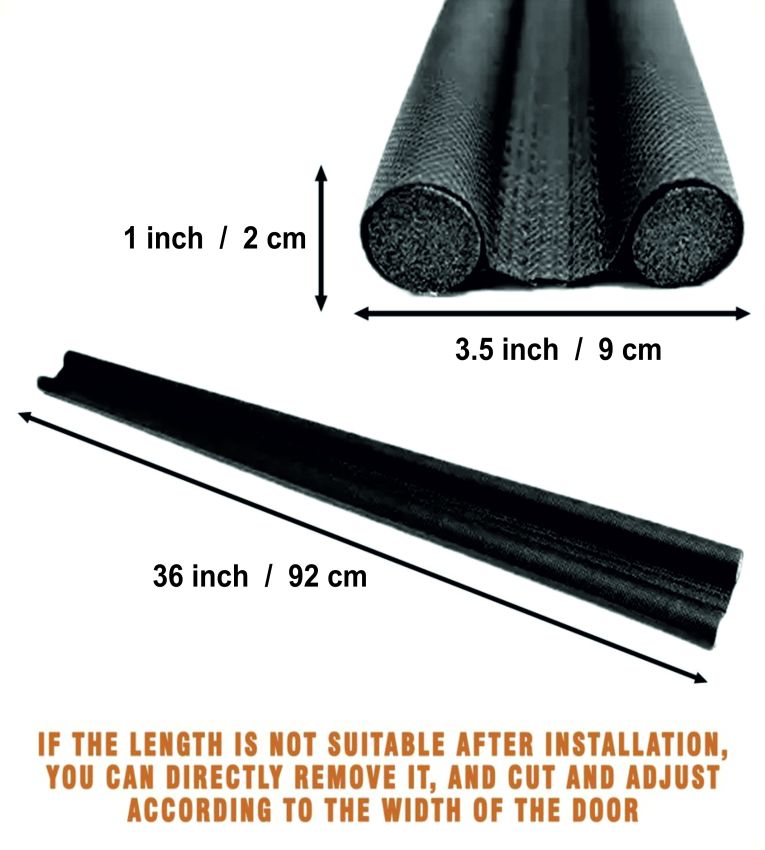 1 inch / 2 cm
3.5 inch / 9 cm
36 inch / 92 cm
IF THE LENGTH IS NOT SUITABLE AFTER INSTALLATION,
YOU CAN DIRECTLY REMOVE IT, AND CUT AND ADJUST
ACCORDING TO THE WIDTH OF THE DOOR